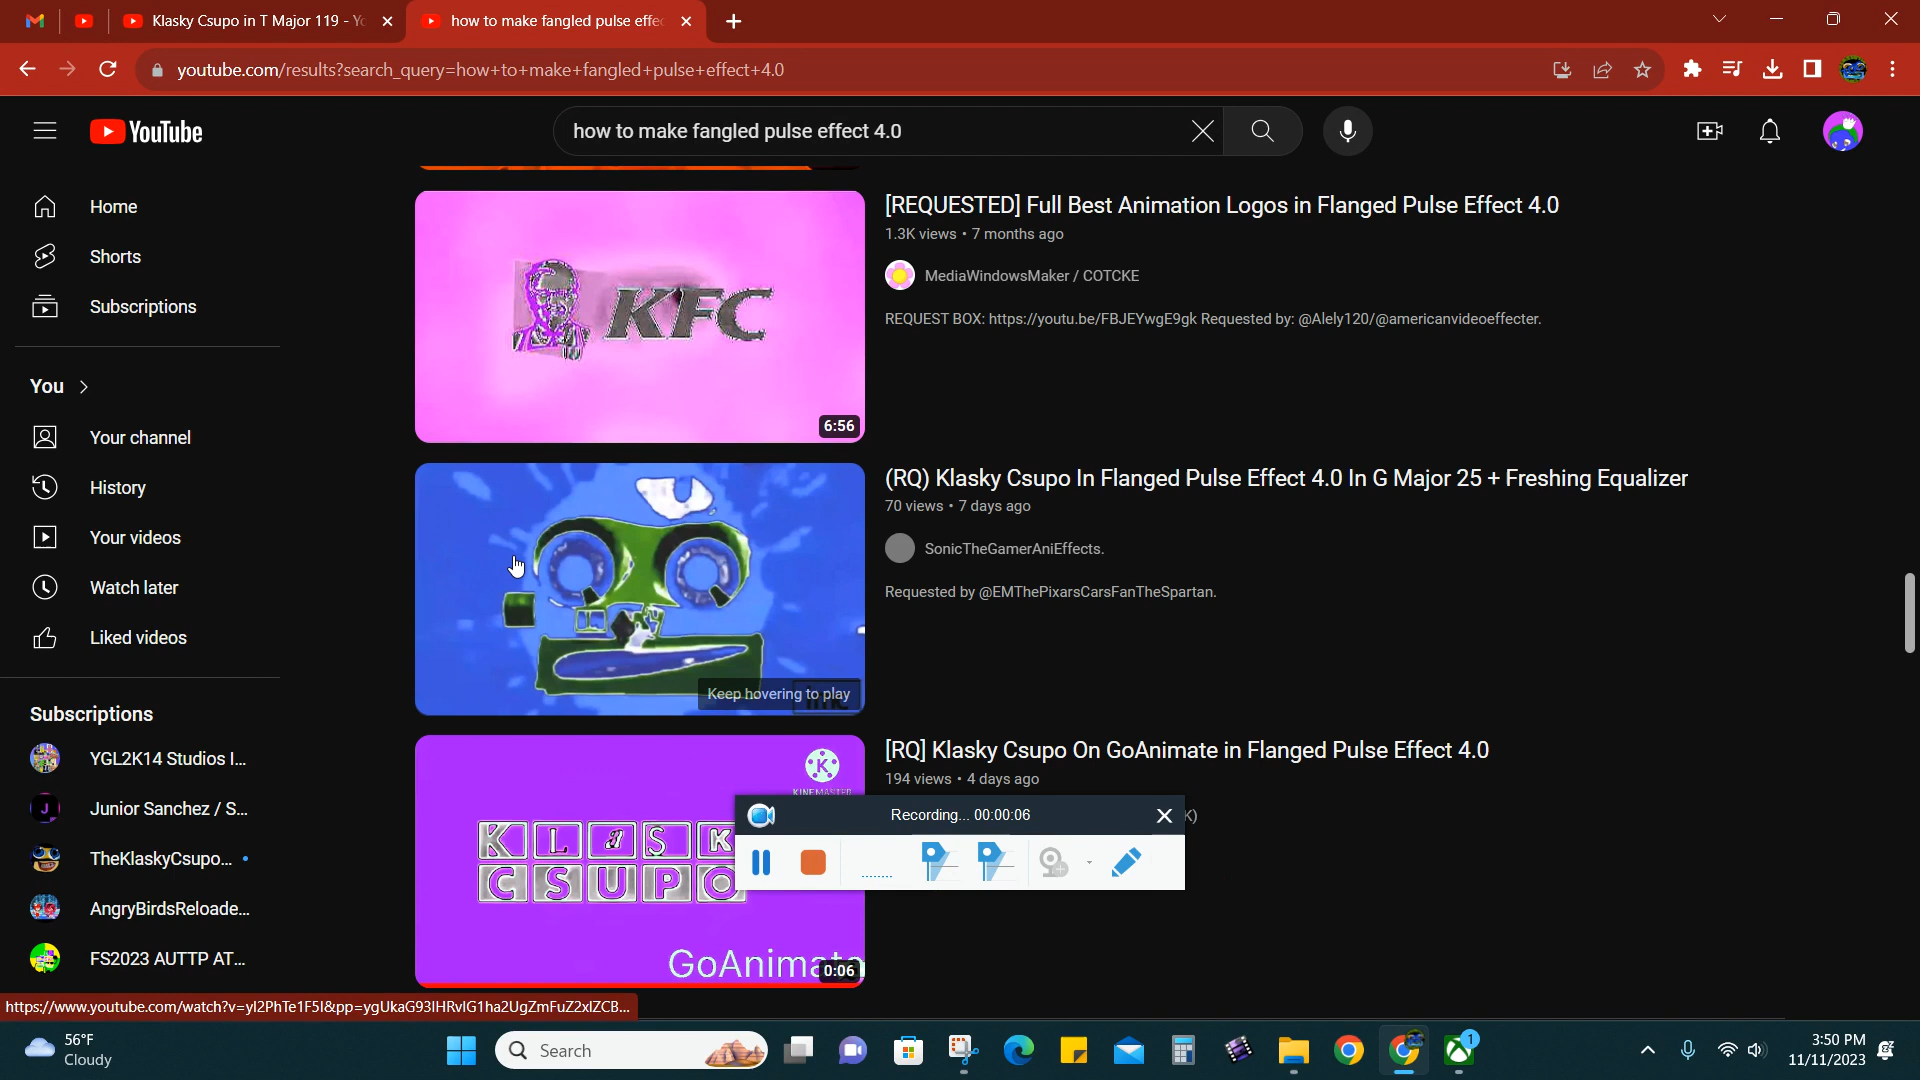 Klasky Csupo in T Major 119 - Yo
how to make fangled pulse effe
youtube.com/results?search_query=how+to+make+fangled+pulse+effect+4.0
YouTube
how to make fangled pulse effect 4.0
Home
Shorts
Subscriptions
You
Your channel
History
Your videos
Watch later
Liked videos
Subscriptions
YGL2K14 Studios I...
J
Junior Sanchez / S...
TheKlaskyCsupo...
AngryBirdsReloade...
FS2023 AUTTP AT...
KFC
6:56
[REQUESTED] Full Best Animation Logos in Flanged Pulse Effect 4.0
1.3K views • 7 months ago
MediaWindowsMaker / COTCKE
REQUEST BOX: https://youtu.be/FBJEYwgE9gk Requested by: @Alely120/@americanvideoeffecter.
Keep hovering to play
(RQ) Klasky Csupo In Flanged Pulse Effect 4.0 In G Major 25 + Freshing Equalizer
70 views • 7 days ago
SonicTheGamerAniEffects.
Requested by @EMThePixarsCarsFanTheSpartan.
K
KINEMASTER
KLASK
CSUPO
GoAnimate
0:06
[RQ] Klasky Csupo On GoAnimate in Flanged Pulse Effect 4.0
194 views • 4 days ago
K)
Recording... 00:00:06
https://www.youtube.com/watch?v=yl2PhTe1F5I&pp=ygUkaG93IHRvIG1ha2UgZmFuZ2xlZCB...
56°F
Cloudy
Search
1
3:50 PM
11/11/2023